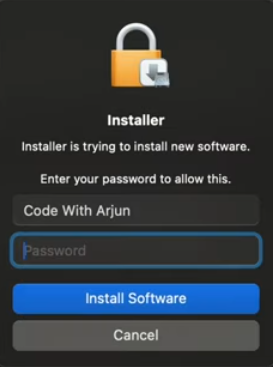 Installer
Installer is trying to install new software.
Enter your password to allow this.
Code With Arjun
Password
Install Software
Cancel